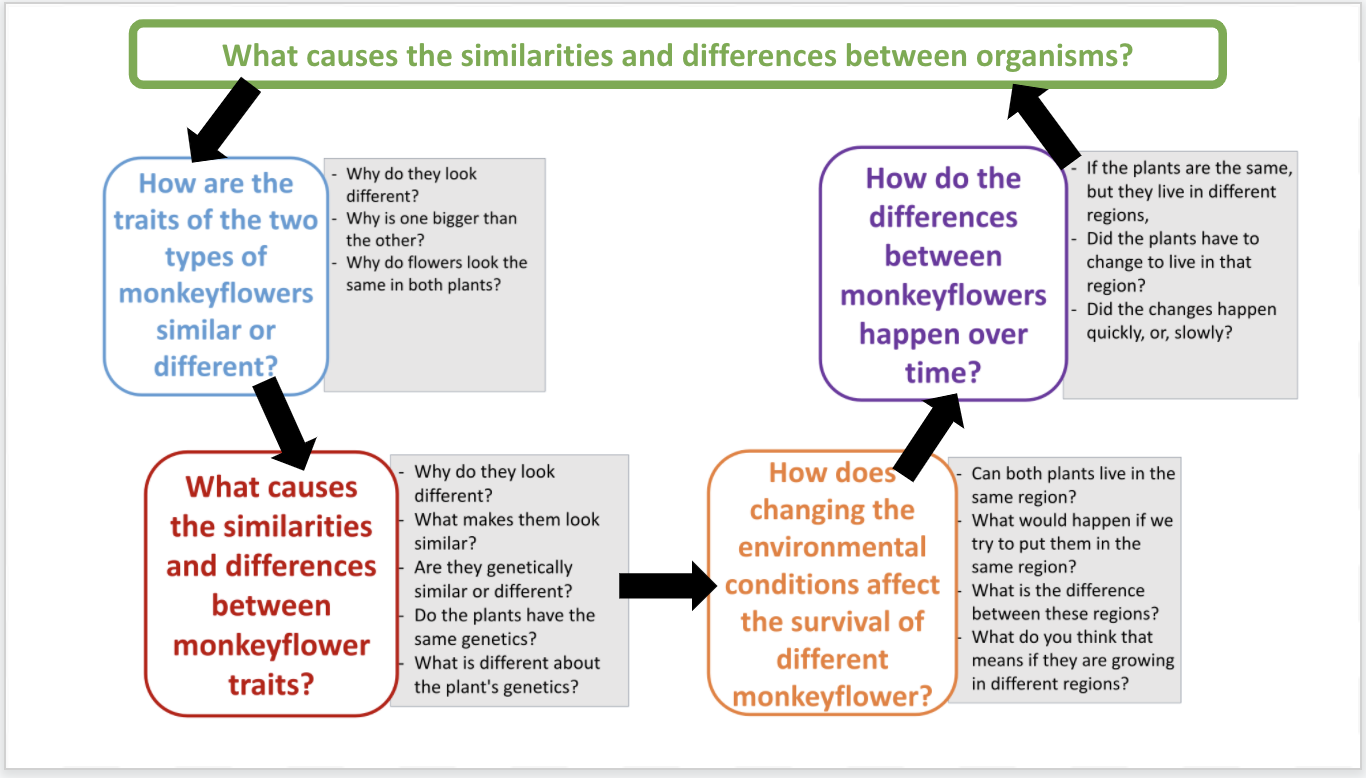 What causes the similarities and differences between organisms?
How are the
traits of the two
types of
monkeyflowers
similar or
different?
- Why do they look
different?
- Why is one bigger than
the other?
- Why do flowers look the
same in both plants?
What causes
the similarities
and differences
between
monkeyflower
traits?
- Why do they look
different?
- What makes them look
similar?
- Are they genetically
similar or different?
- Do the plants have the
same genetics?
- What is different about
the plant's genetics?
How does
changing the
environmental
conditions affect
the survival of
different
monkeyflower?
- Can both plants live in the
same region?
- What would happen if we
try to put them in the
same region?
- What is the difference
between these regions?
- What do you think that
means if they are growing
in different regions?
How do the
differences
between
monkeyflowers
happen over
time?
- If the plants are the same,
but they live in different
regions,
- Did the plants have to
change to live in that
region?
- Did the changes happen
quickly, or, slowly?